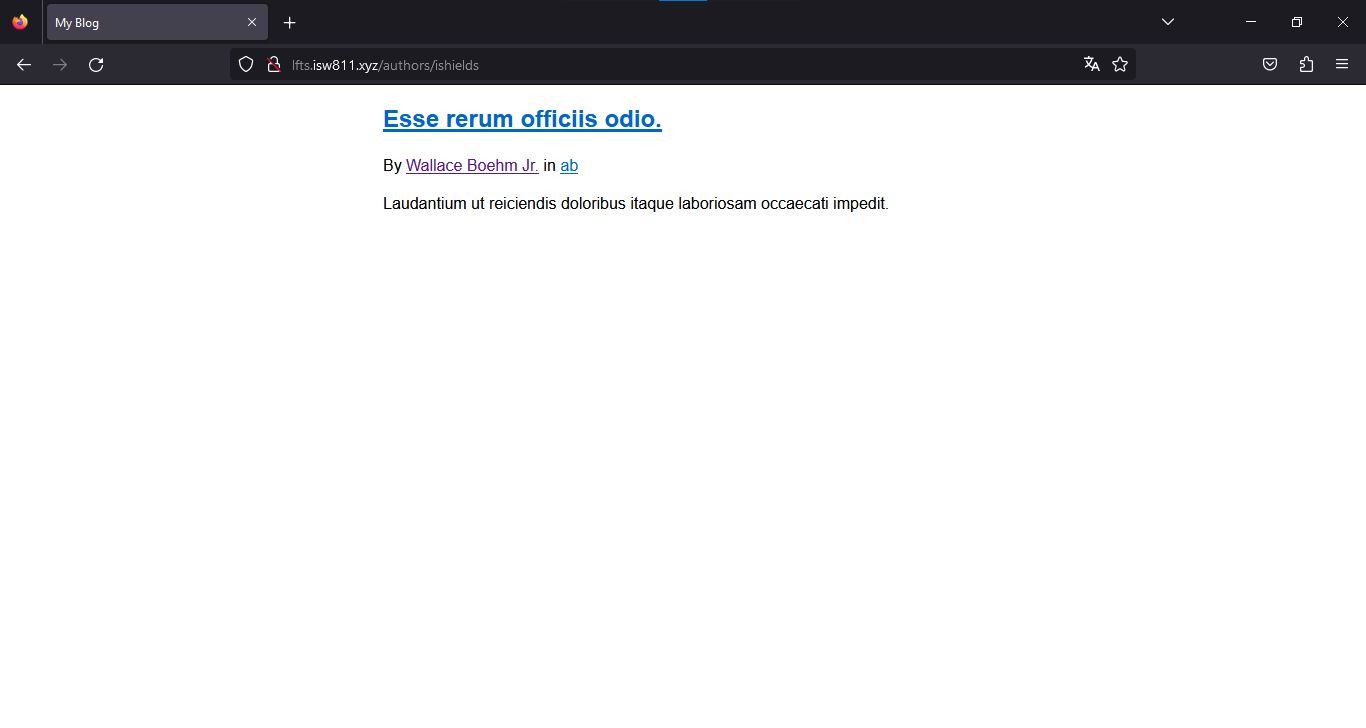 My Blog
lfts.isw811.xyz/authors/ishields
Esse rerum officiis odio.
By Wallace Boehm Jr. in ab
Laudantium ut reiciendis doloribus itaque laboriosam occaecati impedit.